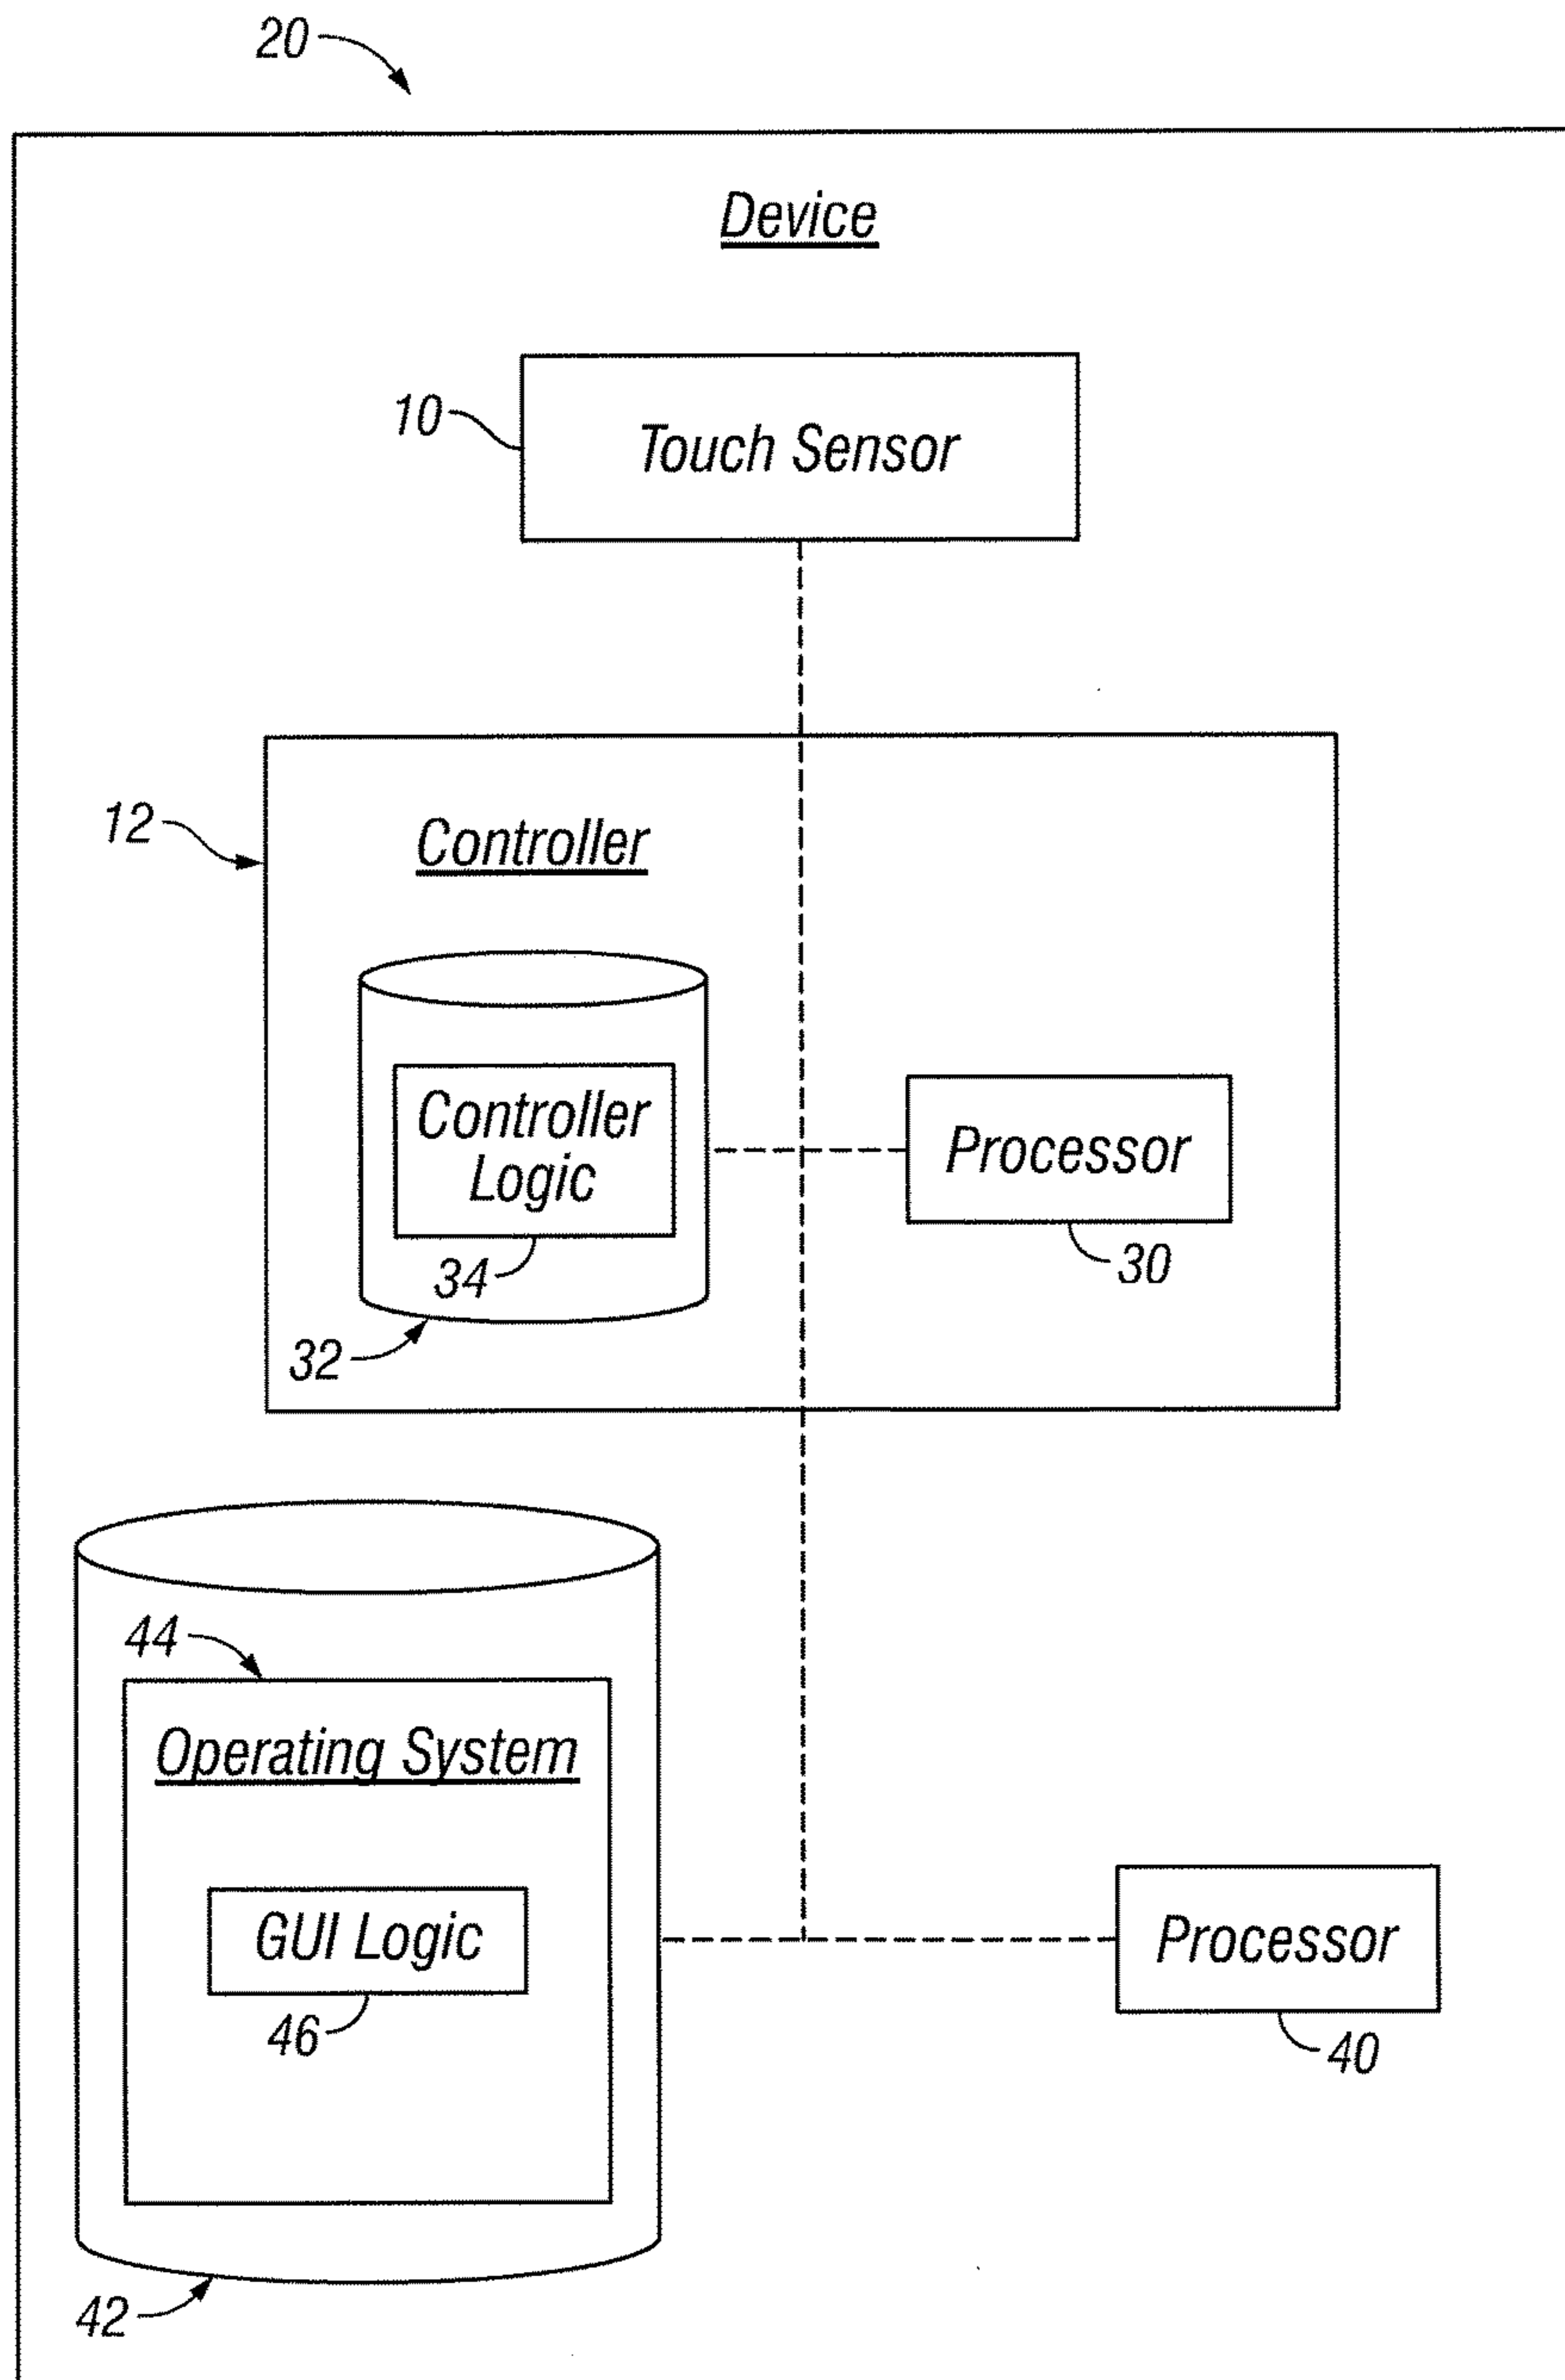 20
Device
10
Touch Sensor
12
Controller
Controller
Logic
34
32
Processor
30
44
Operating System
GUI Logic
46
42
Processor
40